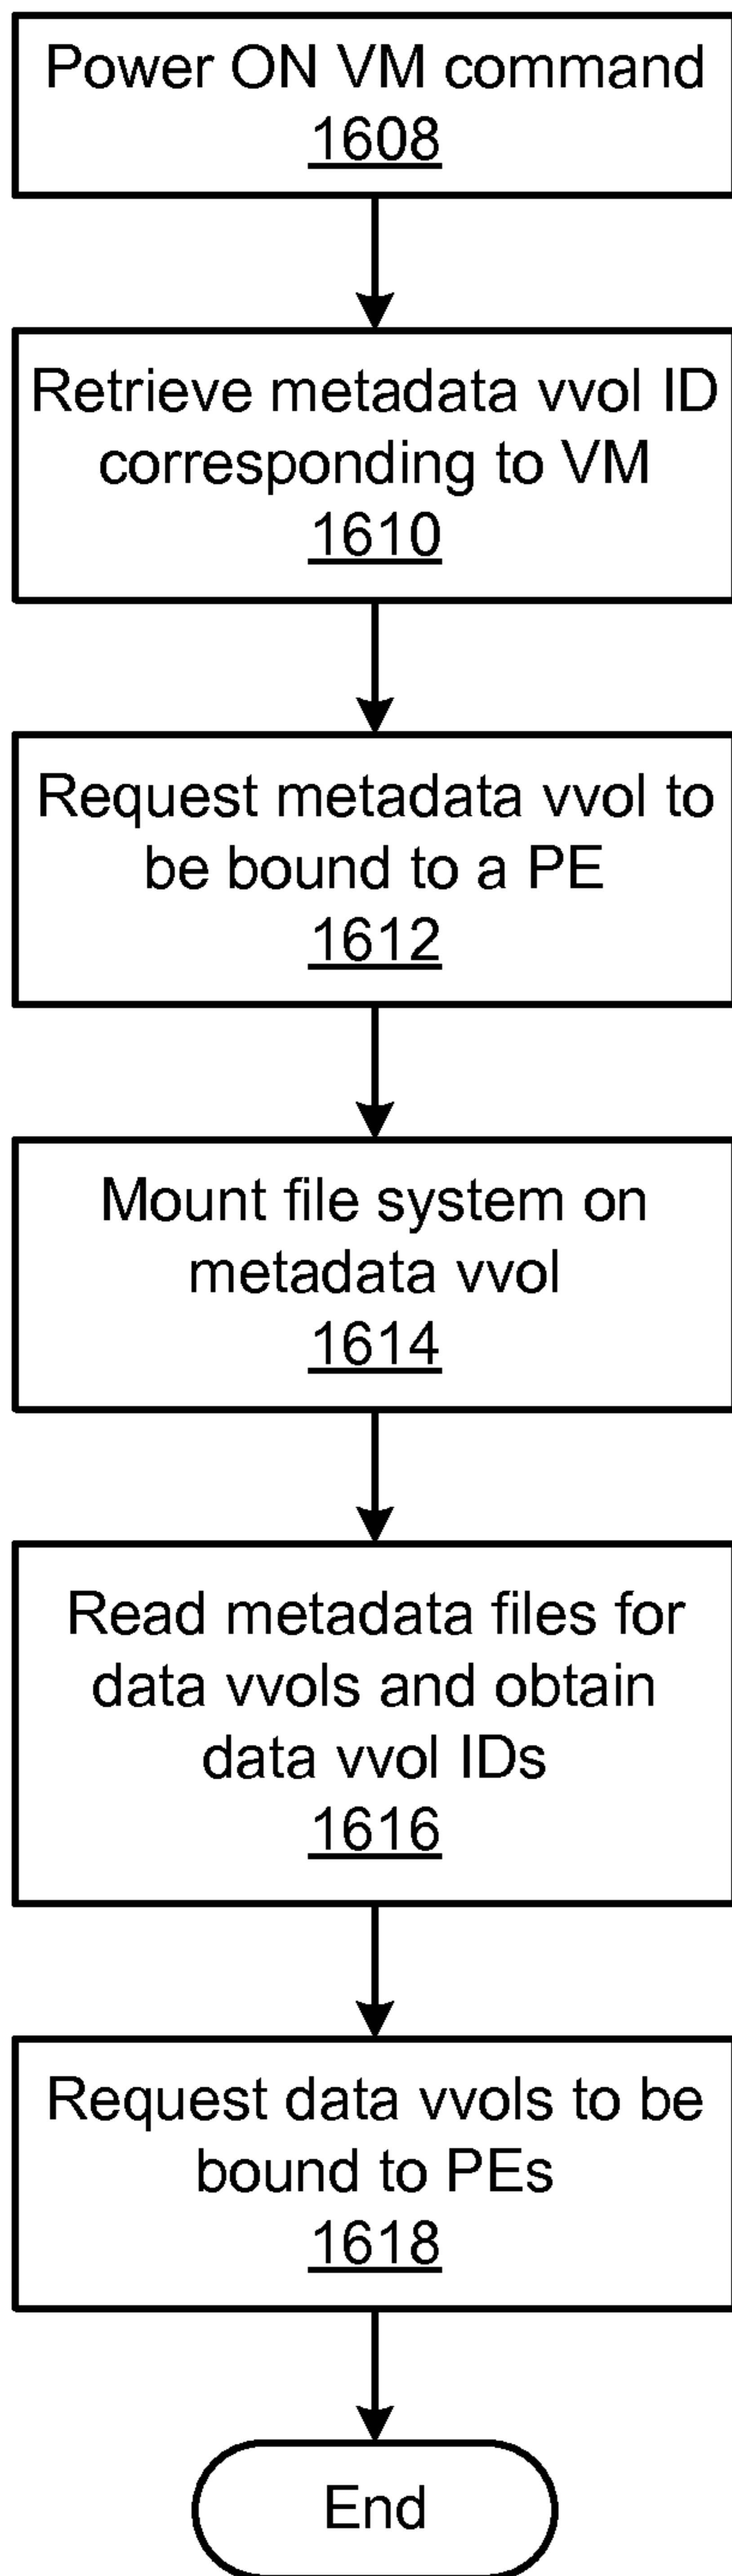 Power ON VM command
1608
Retrieve metadata vvol ID
corresponding to VM
1610
Request metadata vvol to
be bound to a PE
1612
Mount file system on
metadata vvol
1614
Read metadata files for
data vvols and obtain
data vvol IDs
1616
Request data vvols to be
bound to PEs
1618
End